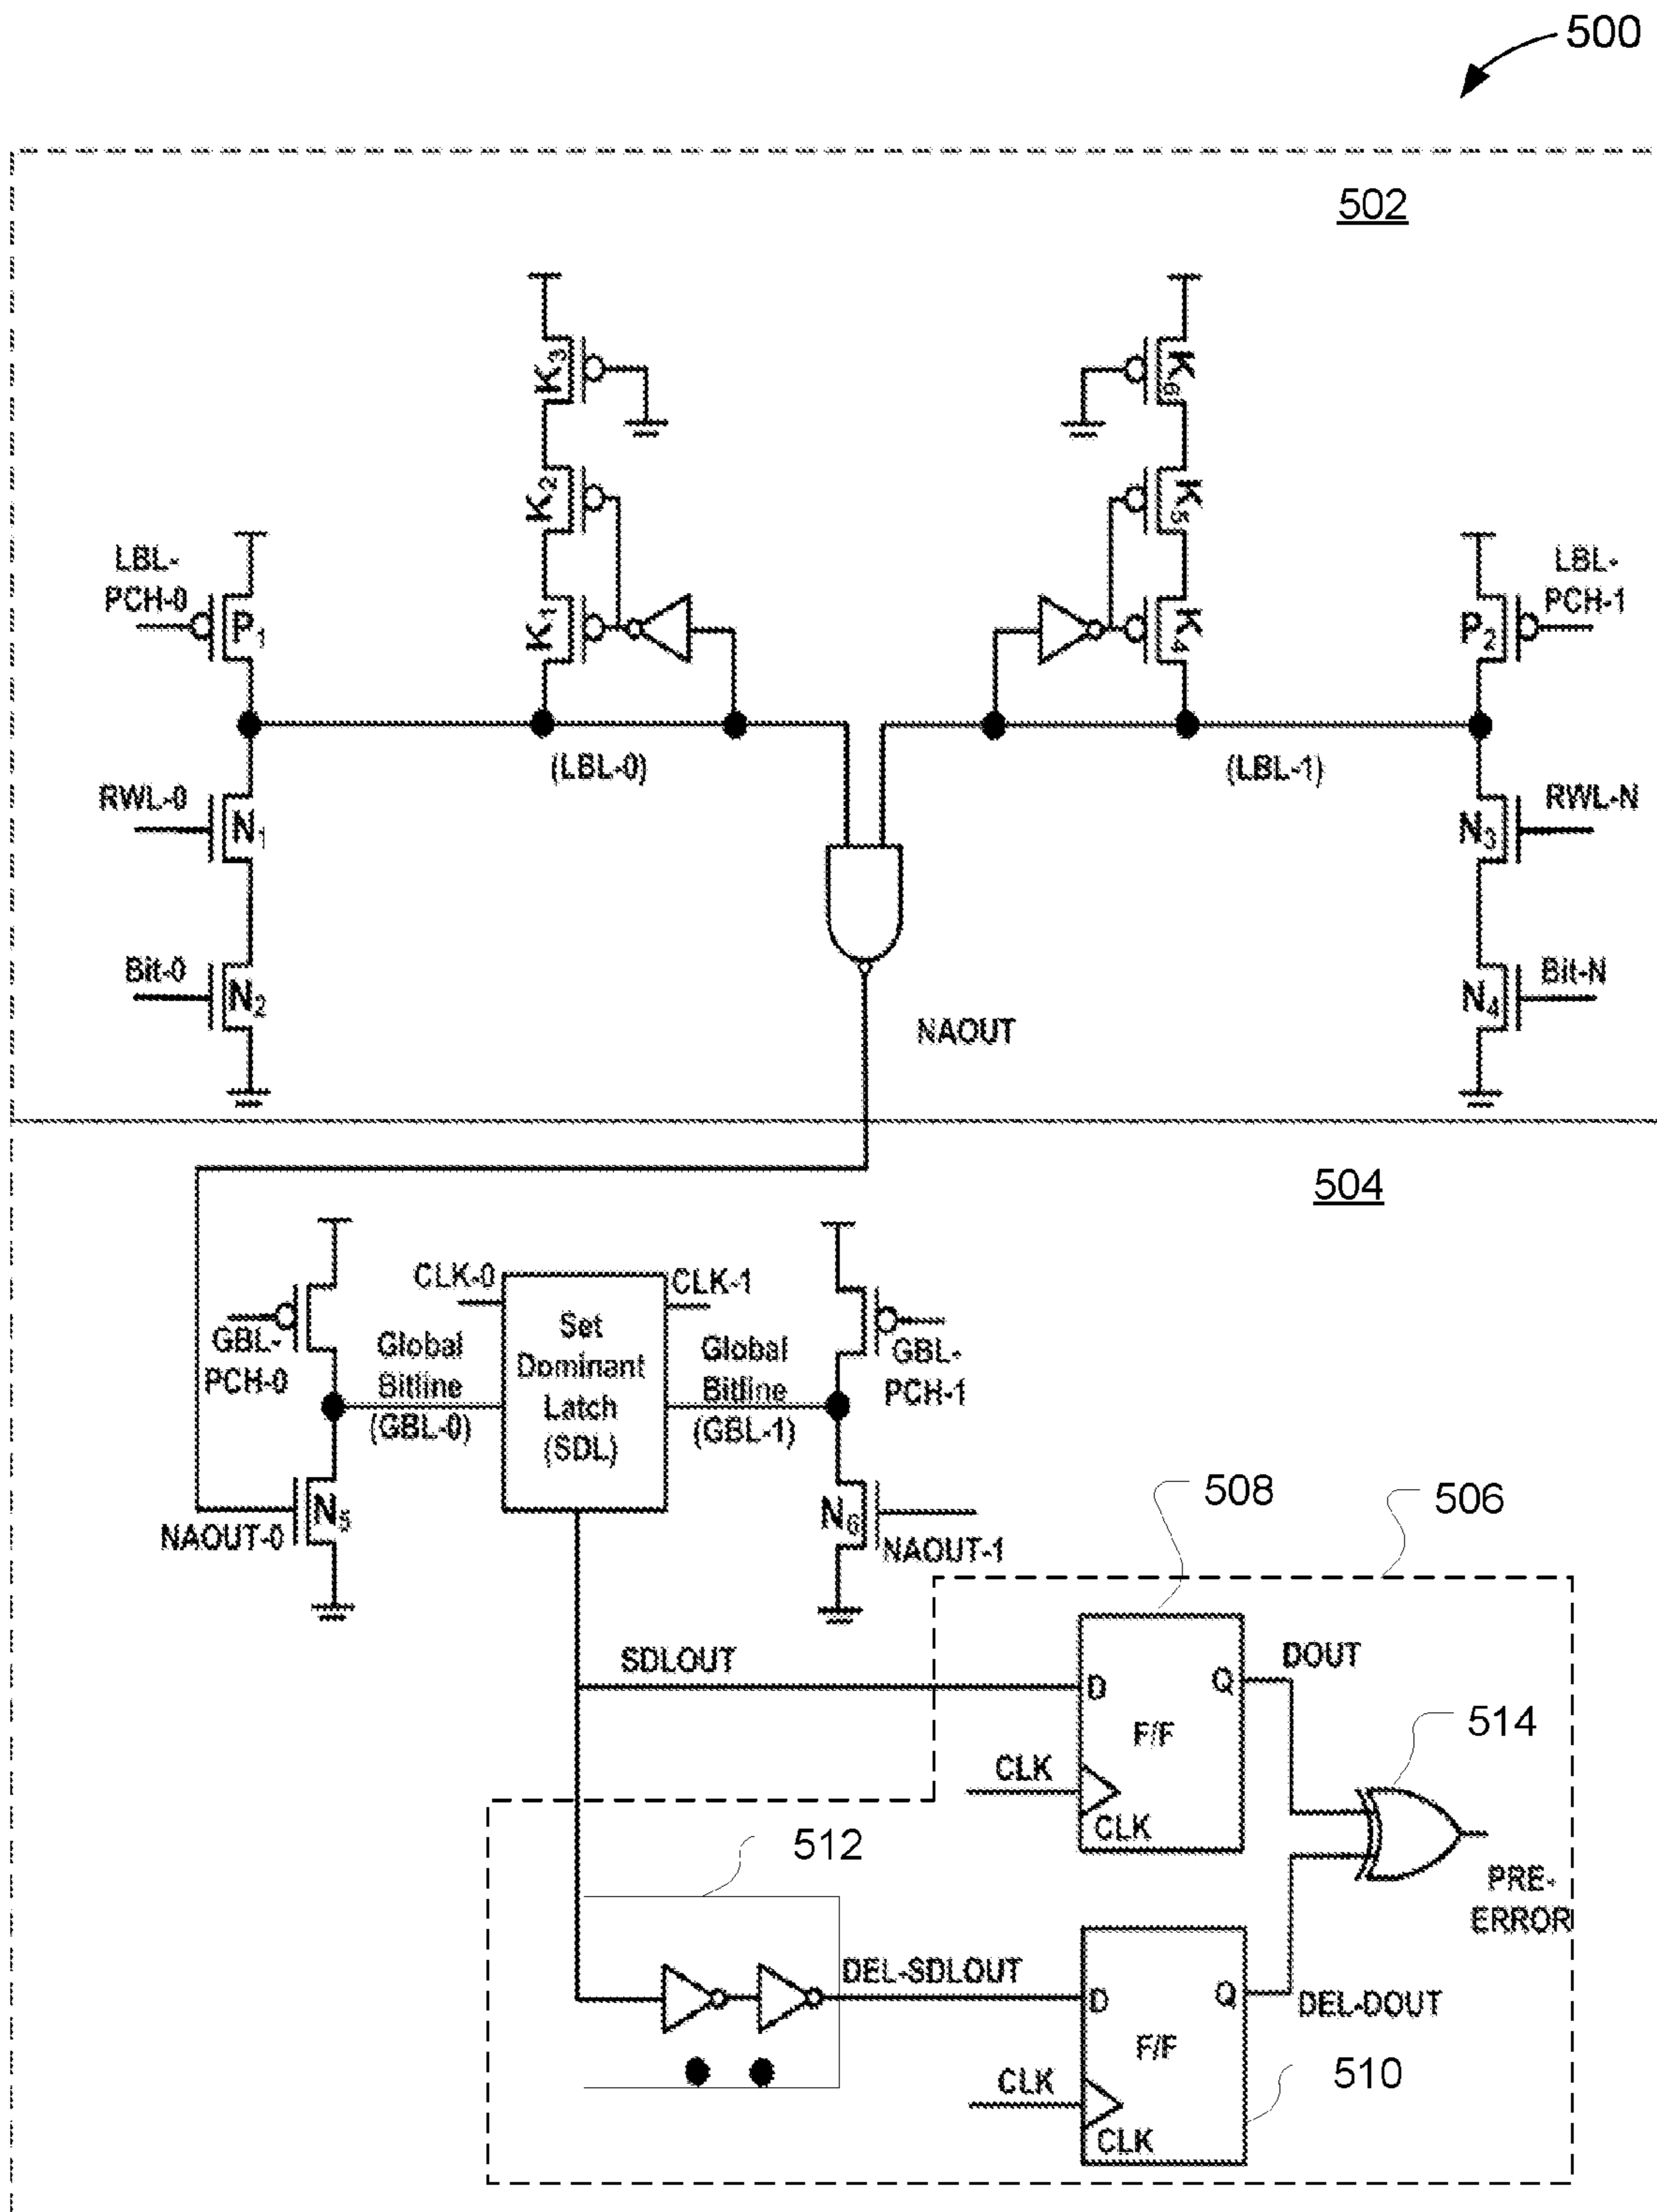 500
502
K3
K6
K2
K5
LBL-
PCH-0
P1
K1
K4
P2
LBL-
PCH-1
(LBL-0)
(LBL-1)
RWL-0
N1
N3
RWL-N
Bit-0
N2
N4
Bit-N
NAOUT
504
CLK-0
CLK-1
GBL-
PCH-0
Global
Bitline
(GBL-0)
Set
Dominant
Latch
(SDL)
Global
Bitline
(GBL-1)
GBL-
PCH-1
NAOUT-0
N5
N6
NAOUT-1
508
506
SDLOUT
D
Q
DOUT
F/F
514
CLK
CLK
512
PRE-
ERROR
DEL-SDLOUT
D
Q
DEL-DOUT
F/F
510
CLK
CLK